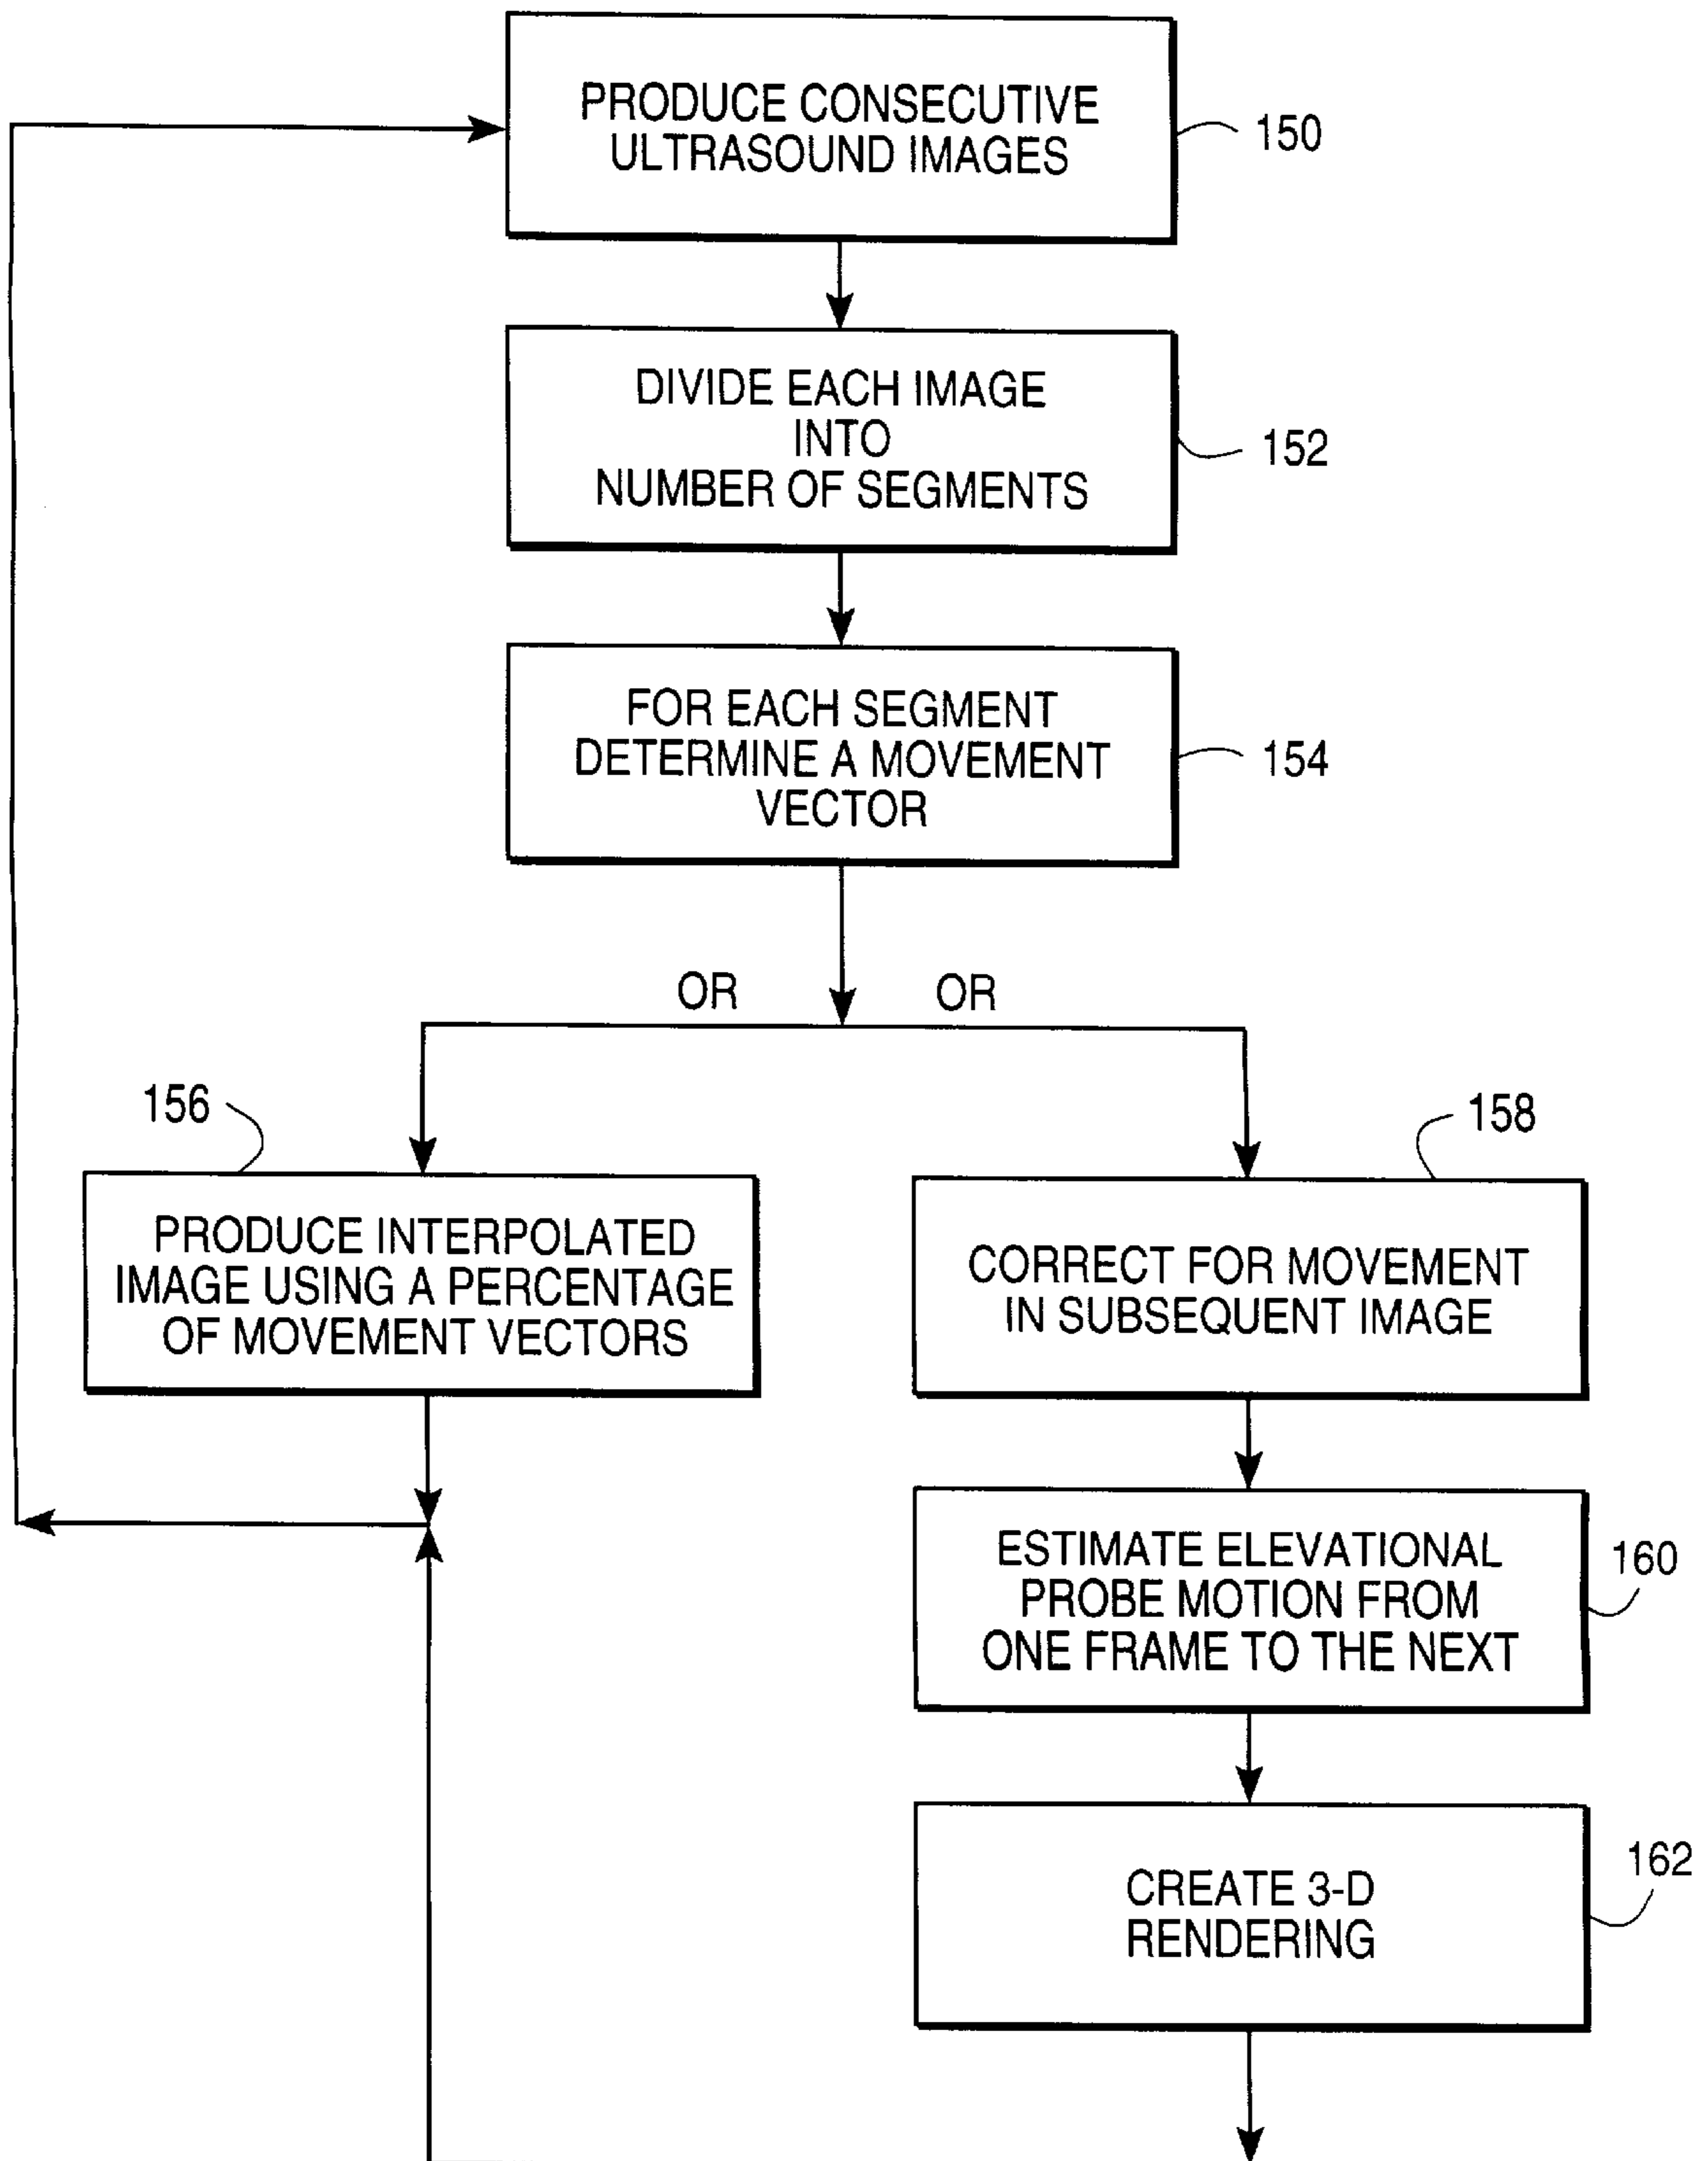 PRODUCE CONSECUTIVE
ULTRASOUND IMAGES
150
DIVIDE EACH IMAGE
INTO
NUMBER OF SEGMENTS
152
FOR EACH SEGMENT
DETERMINE A MOVEMENT
VECTOR
154
OR
OR
156
PRODUCE INTERPOLATED
IMAGE USING A PERCENTAGE
OF MOVEMENT VECTORS
158
CORRECT FOR MOVEMENT
IN SUBSEQUENT IMAGE
ESTIMATE ELEVATIONAL
PROBE MOTION FROM
ONE FRAME TO THE NEXT
160
CREATE 3-D
RENDERING
162